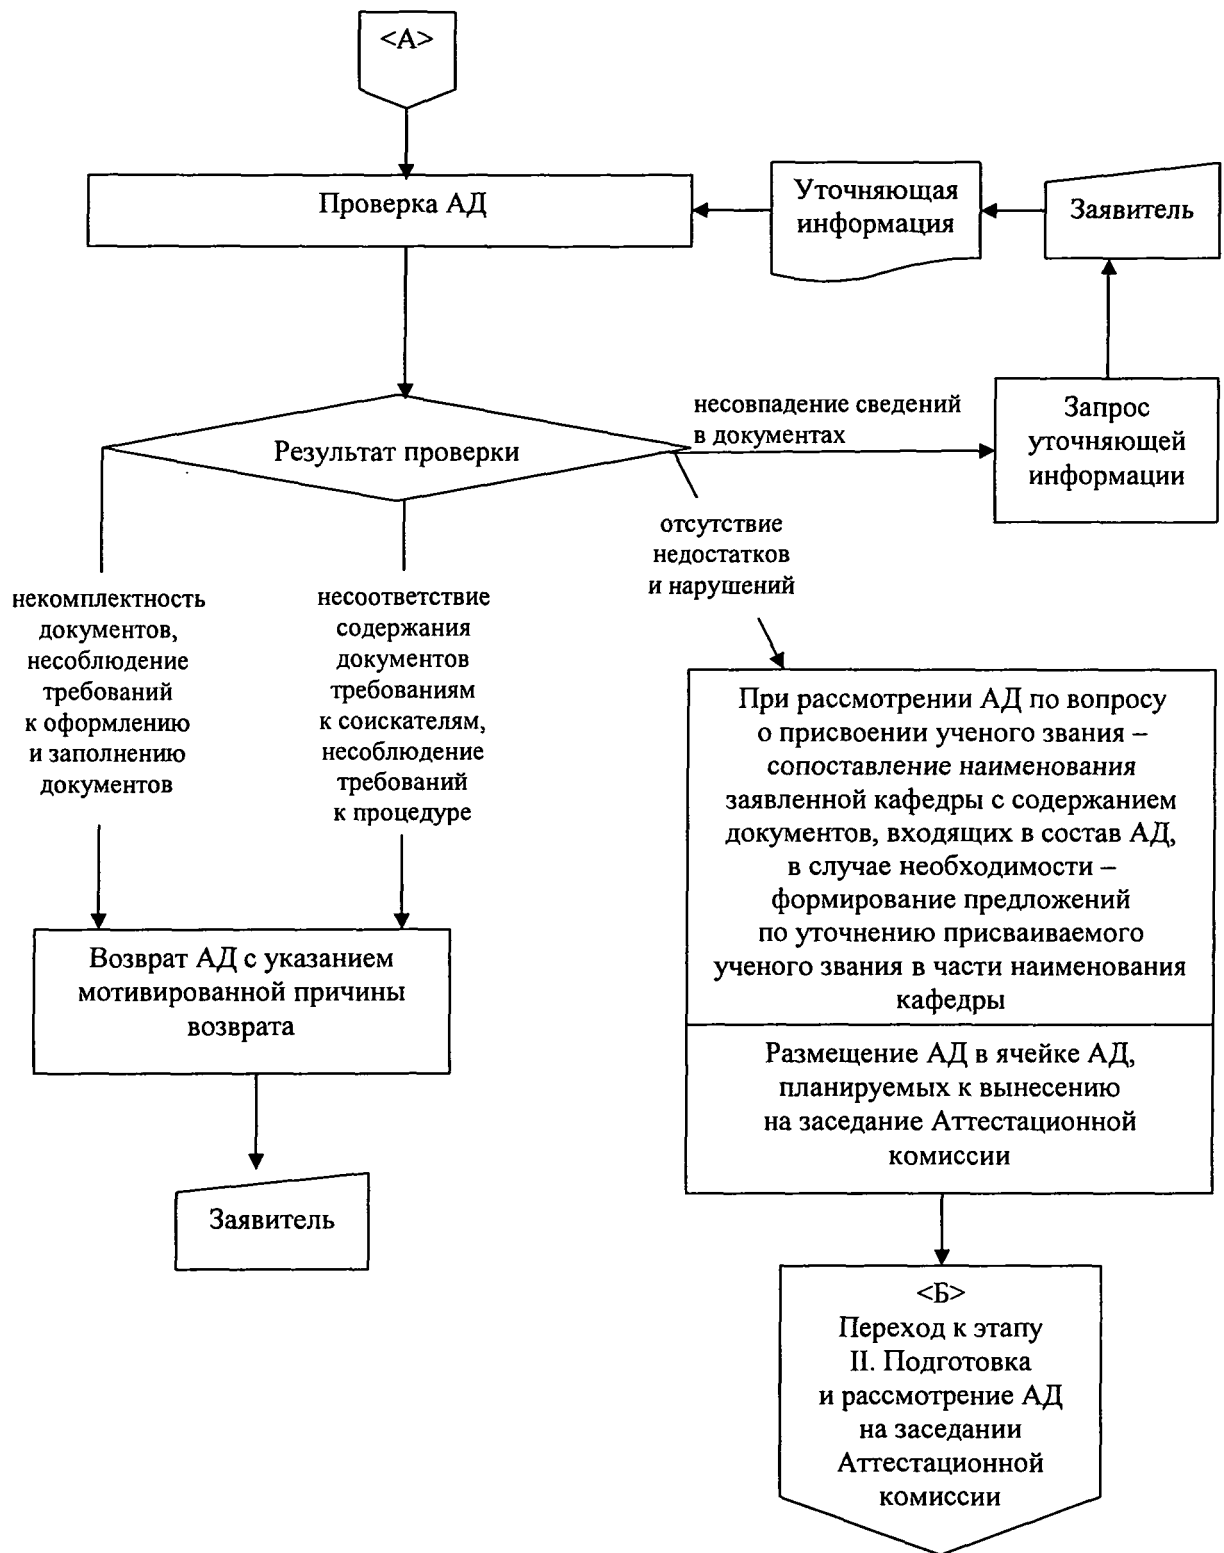 <А>
Проверка АД
Уточняющая
информация
Заявитель
Результат проверки
несовпадение сведений
в документах
Запрос
уточняющей
информации
отсутствие
недостатков
и нарушений
некомплектность
документов,
несоблюдение
требований
к оформлению
и заполнению
документов
несоответствие
содержания
документов
требованиям
к соискателям,
несоблюдение
требований
к процедуре
При рассмотрении АД по вопросу
о присвоении ученого звания –
сопоставление наименования
заявленной кафедры с содержанием
документов, входящих в состав АД,
в случае необходимости –
формирование предложений
по уточнению присваиваемого
ученого звания в части наименования
кафедры
Возврат АД с указанием
мотивированной причины
возврата
Размещение АД в ячейке АД,
планируемых к вынесению
на заседание Аттестационной
комиссии
Заявитель
<Б>
Переход к этапу
II. Подготовка
и рассмотрение АД
на заседании
Аттестационной
комиссии